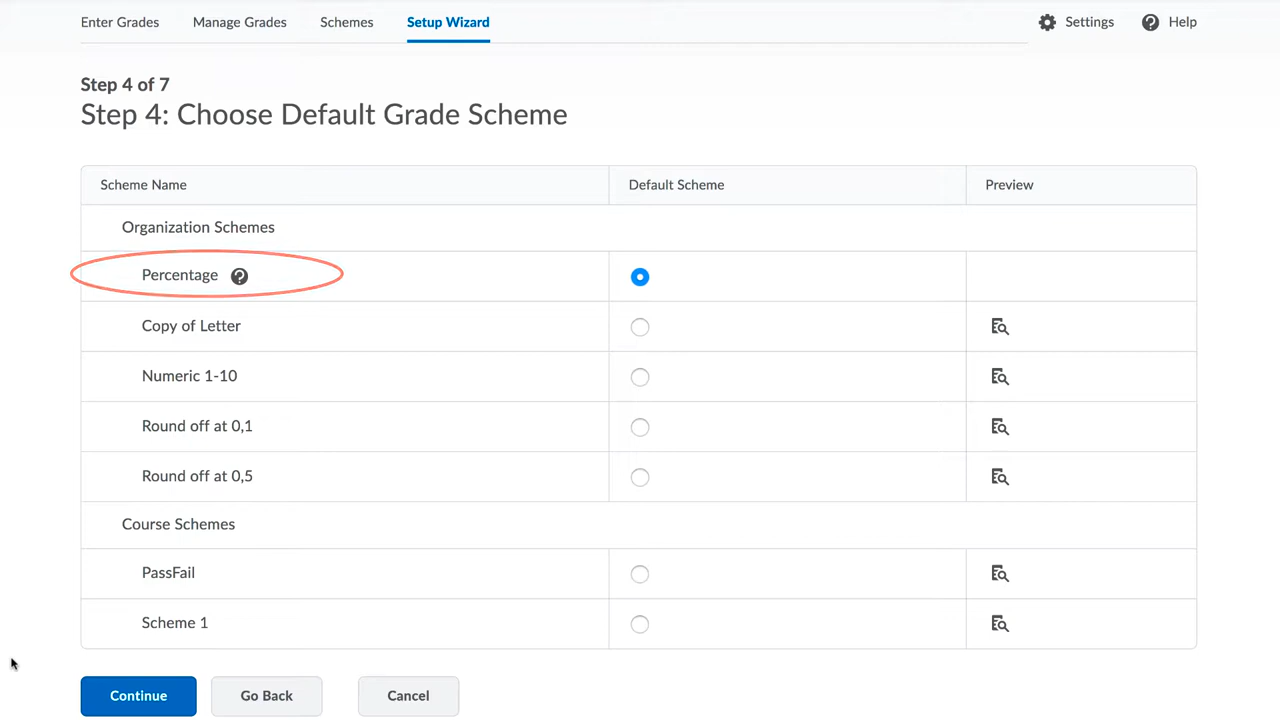 Enter Grades Manage Grades Schemes Setup Wizard Settings Help
Step 4 of 7
Step 4: Choose Default Grade Scheme
Scheme Name Default Scheme Preview
Organization Schemes
Percentage
Copy of Letter
Numeric 1-10
Round off at 0,1
Round off at 0,5
Course Schemes
PassFail
Scheme 1
Continue Go Back Cancel